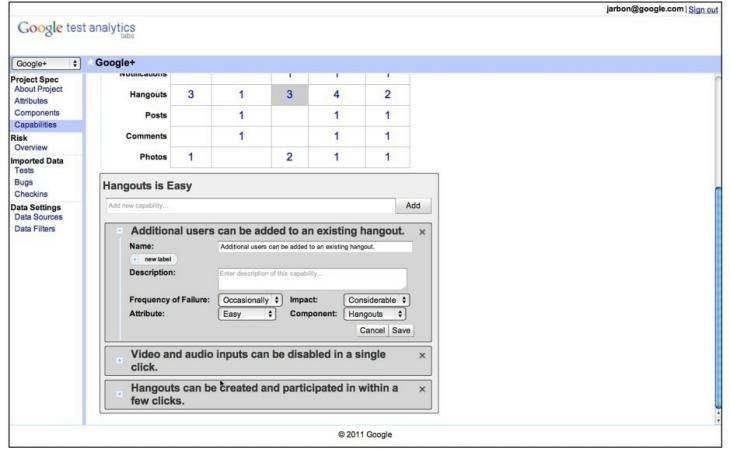 jarbon@google.com | Sign out
Google test analytics
labs
Google+
Google+
Project Spec
About Project
Attributes
Components
Capabilities
Risk
Overview
Imported Data
Tests
Bugs
Checkins
Data Settings
Data Sources
Data Filters
Notifications 1 1 1
Hangouts 3 1 3 4 2
Posts 1 1 1
Comments 1 1 1
Photos 1 2 1 1
Hangouts is Easy
Add new capability... Add
Additional users can be added to an existing hangout. ×
Name: Additional users can be added to an existing hangout.
+ new label
Description: Enter description of this capability...
Frequency of Failure: Occasionally Impact: Considerable
Attribute: Easy Component: Hangouts
Cancel Save
Video and audio inputs can be disabled in a single ×
click.
Hangouts can be created and participated in within a ×
few clicks.
© 2011 Google